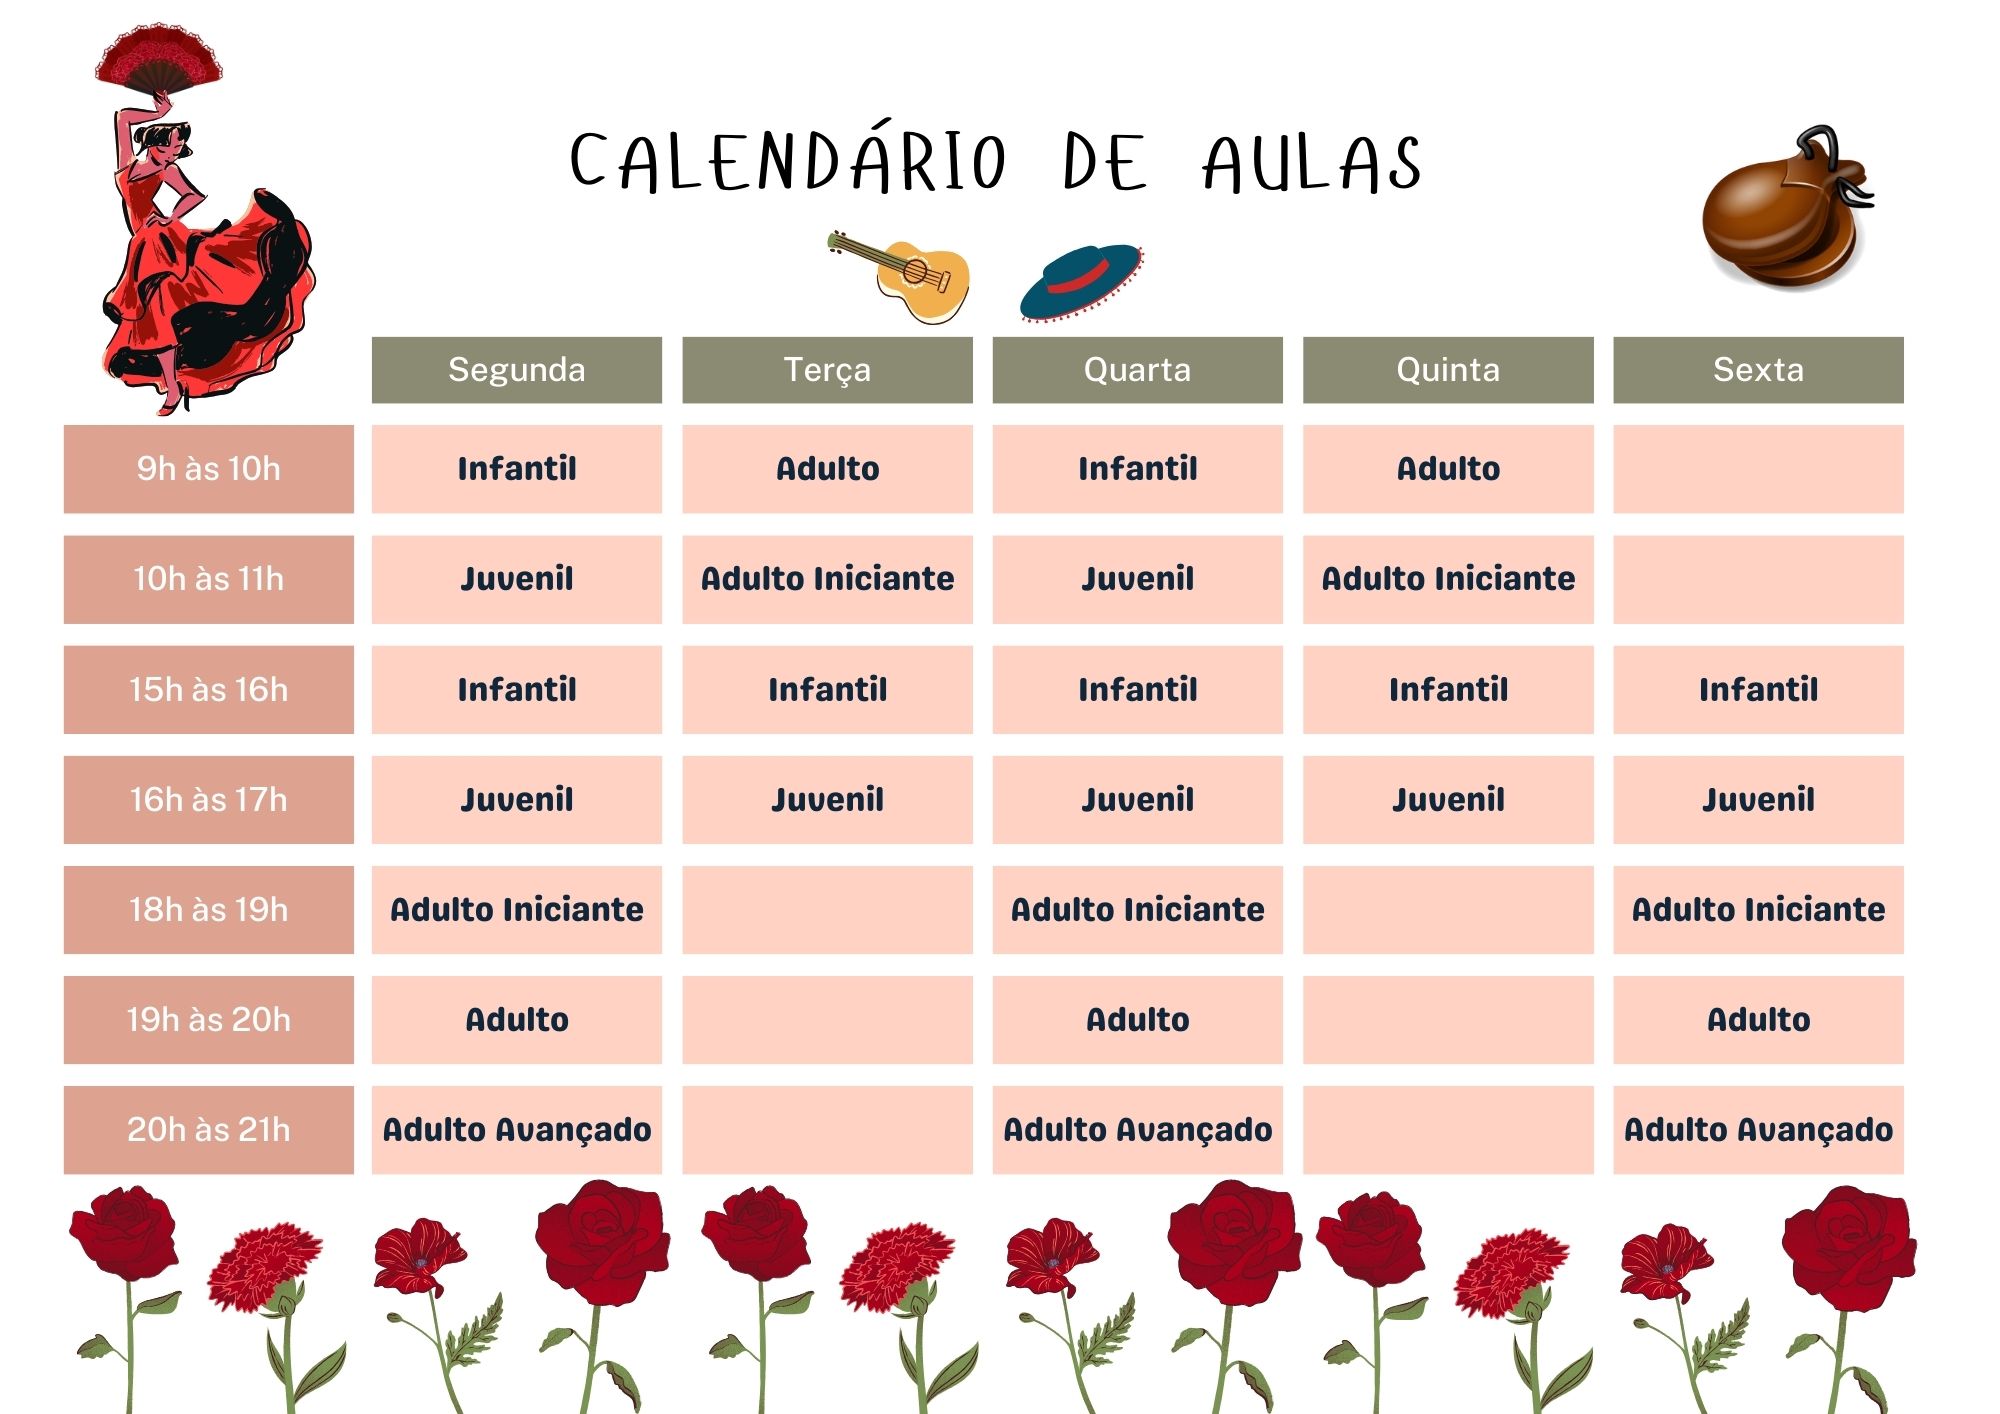 CALENDÁRIO DE AULAS
Segunda Terça Quarta Quinta Sexta
9h às 10h Infantil Adulto Infantil Adulto
10h às 11h Juvenil Adulto Iniciante Juvenil Adulto Iniciante
15h às 16h Infantil Infantil Infantil Infantil Infantil
16h às 17h Juvenil Juvenil Juvenil Juvenil Juvenil
18h às 19h Adulto Iniciante Adulto Iniciante Adulto Iniciante
19h às 20h Adulto Adulto Adulto
20h às 21h Adulto Avançado Adulto Avançado Adulto Avançado